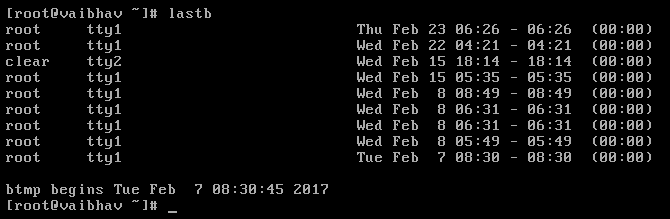 [root@vaibhav ~]# lastb
root     tty1                          Thu Feb 23 06:26 - 06:26  (00:00)
root     tty1                          Wed Feb 22 04:21 - 04:21  (00:00)
clear    tty2                          Wed Feb 15 18:14 - 18:14  (00:00)
root     tty1                          Wed Feb 15 05:35 - 05:35  (00:00)
root     tty1                          Wed Feb  8 08:49 - 08:49  (00:00)
root     tty1                          Wed Feb  8 06:31 - 06:31  (00:00)
root     tty1                          Wed Feb  8 06:31 - 06:31  (00:00)
root     tty1                          Wed Feb  8 05:49 - 05:49  (00:00)
root     tty1                          Tue Feb  7 08:30 - 08:30  (00:00)

btmp begins Tue Feb  7 08:30:45 2017
[root@vaibhav ~]# _